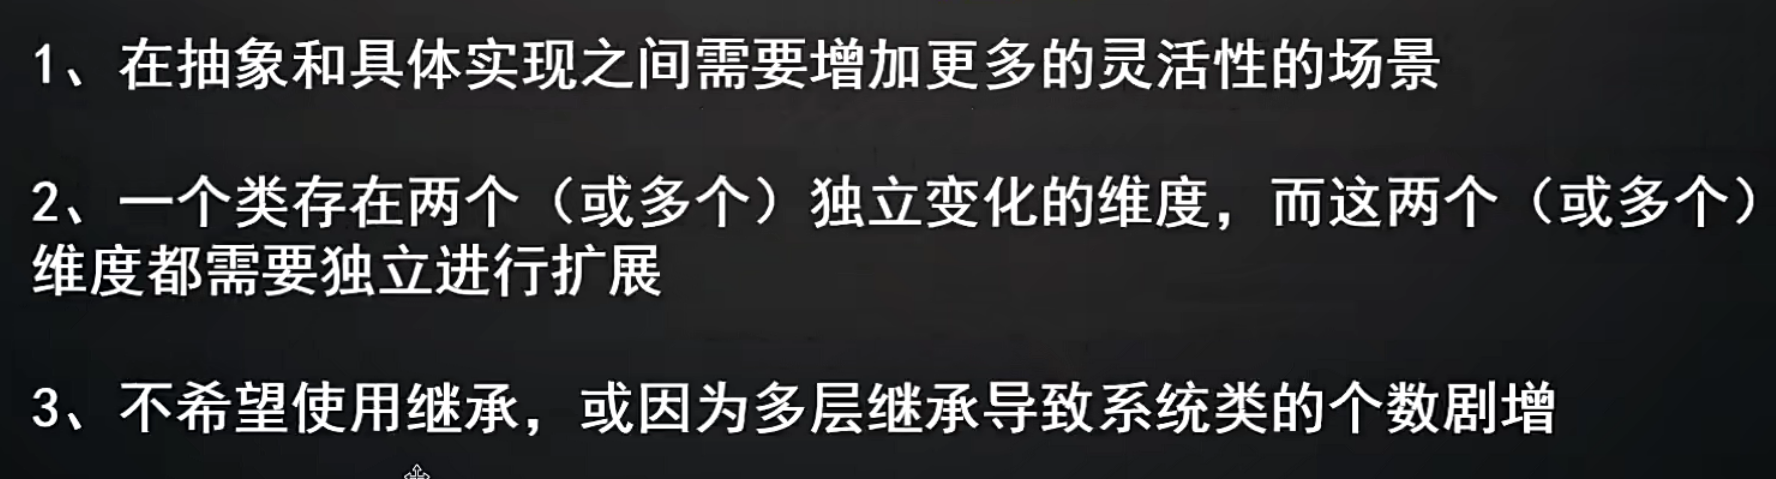 1、在抽象和具体实现之间需要增加更多的灵活性的场景
2、一个类存在两个（或多个）独立变化的维度，而这两个（或多个）
维度都需要独立进行扩展
3、不希望使用继承，或因为多层继承导致系统类的个数剧增